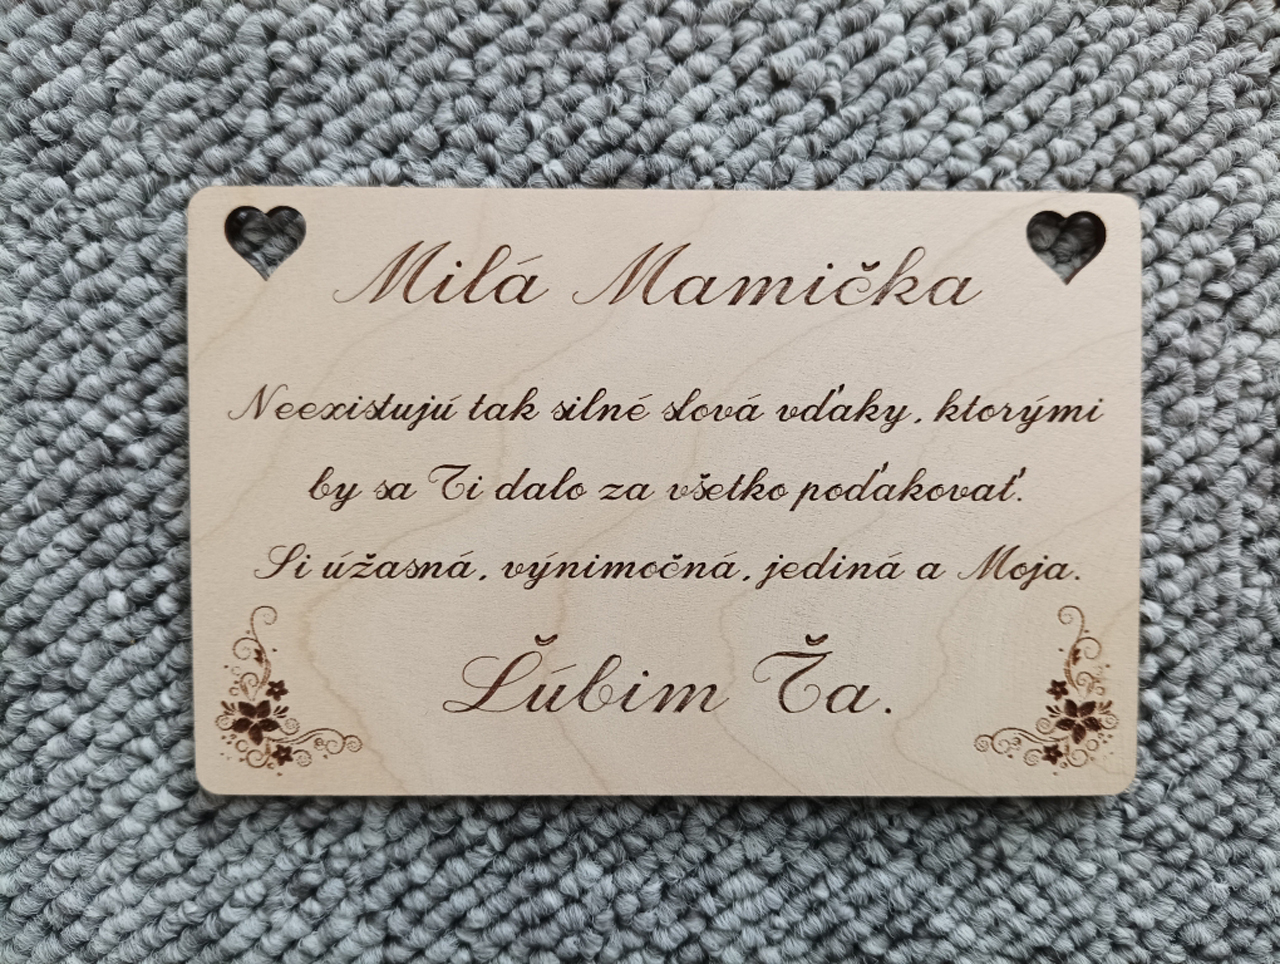 Milá Mamička
Neexistujú tak silné slová vďaky, ktorými
by sa Ti dalo za všetko poďakovať.
Si úžasná, výnimočná, jediná a Moja.
Ľúbim Ťa.